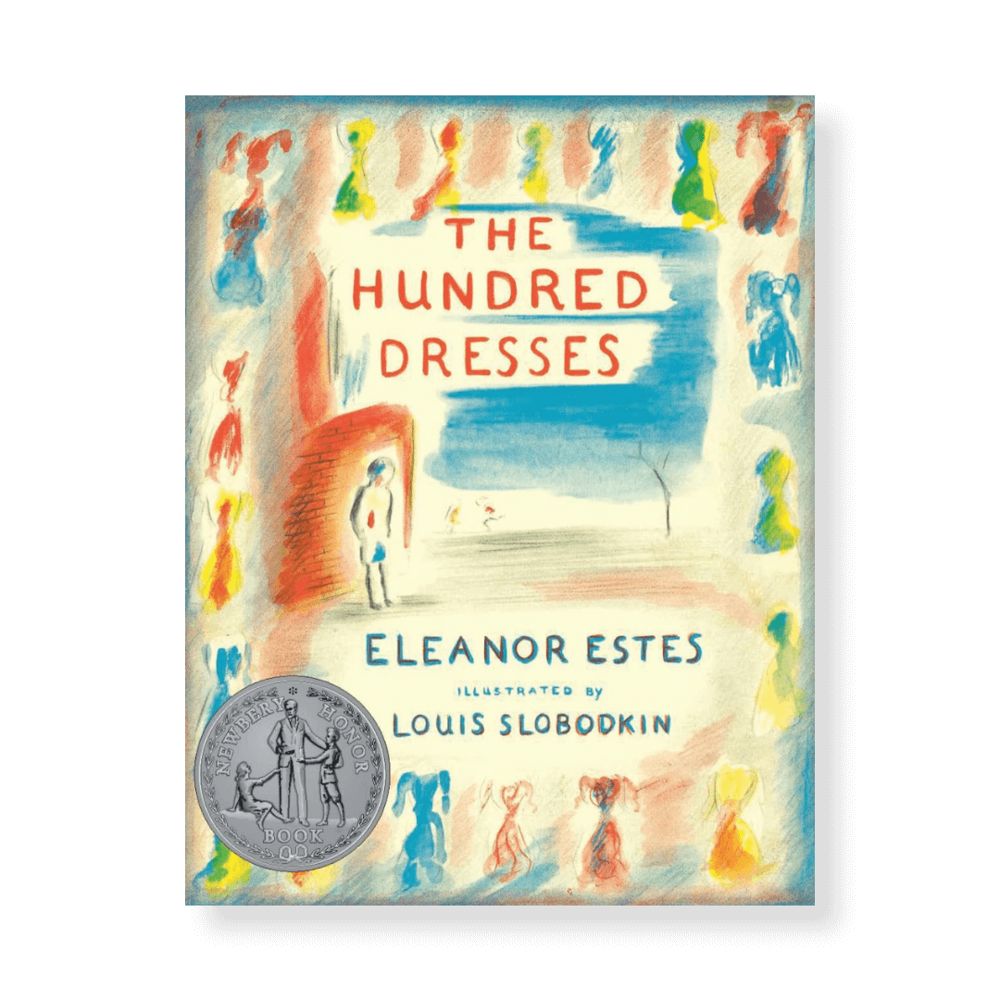 THE
HUNDRED
DRESSES
ELEANOR ESTES
ILLUSTRATED BY
LOUIS SLOBODKIN
NEWBERY HONOR
BOOK